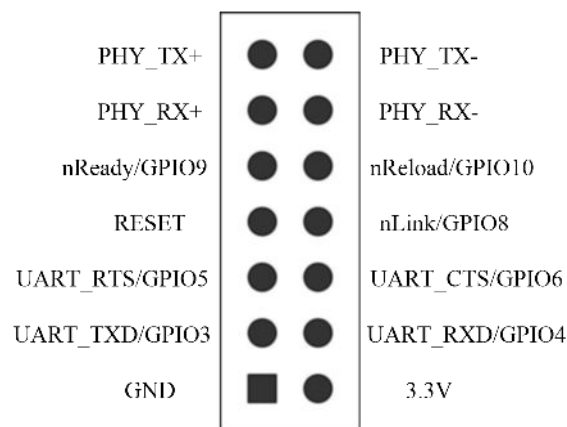 PHY_TX+ PHY_TX-
PHY_RX+ PHY_RX-
nReady/GPIO9 nReload/GPIO10
RESET nLink/GPIO8
UART_RTS/GPIO5 UART_CTS/GPIO6
UART_TXD/GPIO3 UART_RXD/GPIO4
GND 3.3V